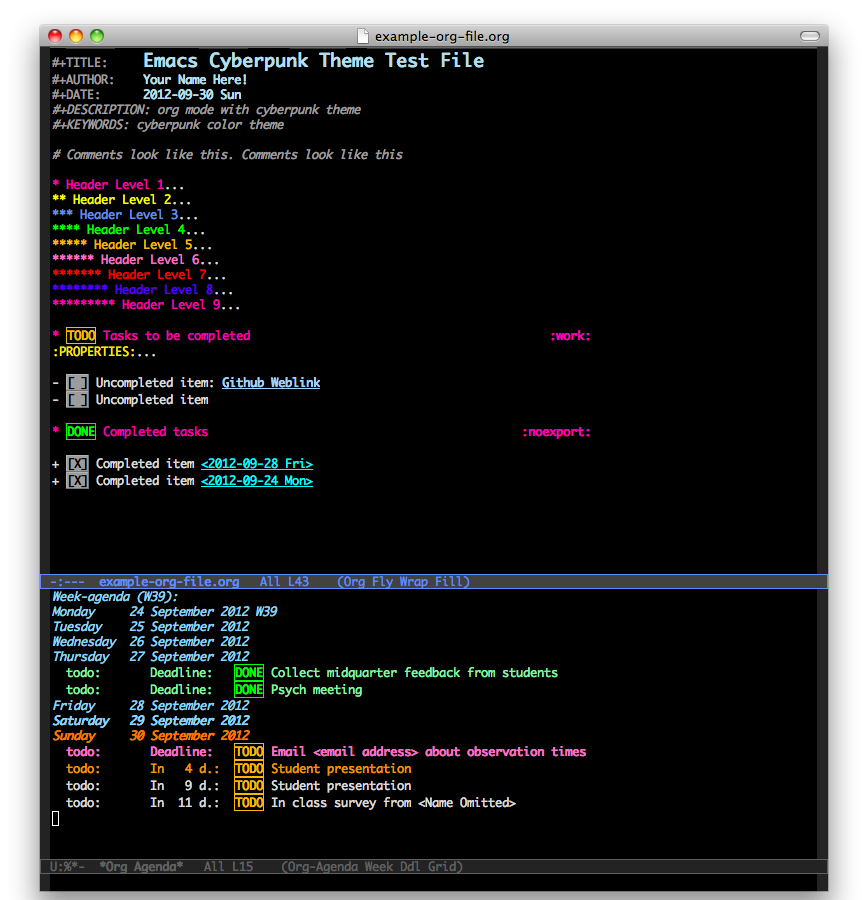 example-org-file.org
#+TITLE: Emacs Cyberpunk Theme Test File
#+AUTHOR: Your Name Here!
#+DATE: 2012-09-30 Sun
#+DESCRIPTION: org mode with cyberpunk theme
#+KEYWORDS: cyberpunk color theme
# Comments look like this. Comments look like this
* Header Level 1...
** Header Level 2...
*** Header Level 3...
**** Header Level 4...
***** Header Level 5...
****** Header Level 6...
******* Header Level 7...
******** Header Level 8...
********* Header Level 9...
* TODO Tasks to be completed :work:
:PROPERTIES:...
- [ ] Uncompleted item: Github Weblink
- [ ] Uncompleted item
* DONE Completed tasks :noexport:
+ [X] Completed item <2012-09-28 Fri>
+ [X] Completed item <2012-09-24 Mon>
-:--- example-org-file.org All L43 (Org Fly Wrap Fill)
Week-agenda (W39):
Monday 24 September 2012 W39
Tuesday 25 September 2012
Wednesday 26 September 2012
Thursday 27 September 2012
todo: Deadline: DONE Collect midquarter feedback from students
todo: Deadline: DONE Psych meeting
Friday 28 September 2012
Saturday 29 September 2012
Sunday 30 September 2012
todo: Deadline: TODO Email <email address> about observation times
todo: In 4 d.: TODO Student presentation
todo: In 9 d.: TODO Student presentation
todo: In 11 d.: TODO In class survey from <Name Omitted>
U:%*- *Org Agenda* All L15 (Org-Agenda Week Ddl Grid)